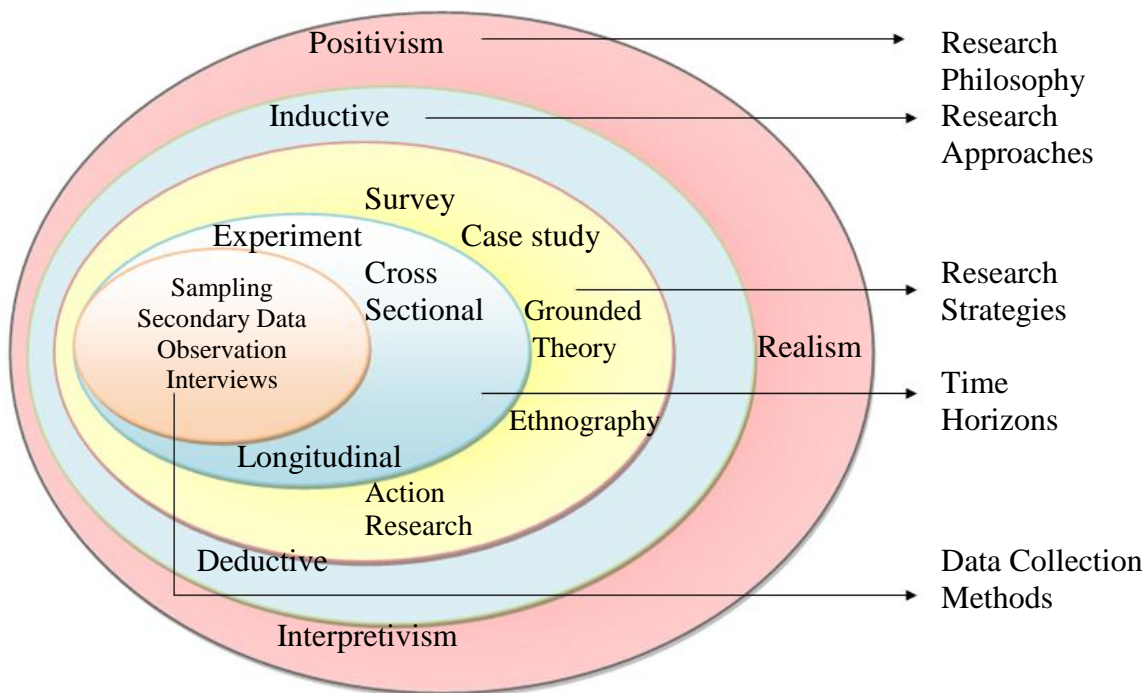 Positivism
Research
Philosophy
Inductive
Research
Approaches
Survey
Experiment
Case study
Cross
Sectional
Sampling
Secondary Data
Observation
Interviews
Grounded
Theory
Realism
Research
Strategies
Time
Horizons
Ethnography
Longitudinal
Action
Research
Deductive
Data Collection
Methods
Interpretivism